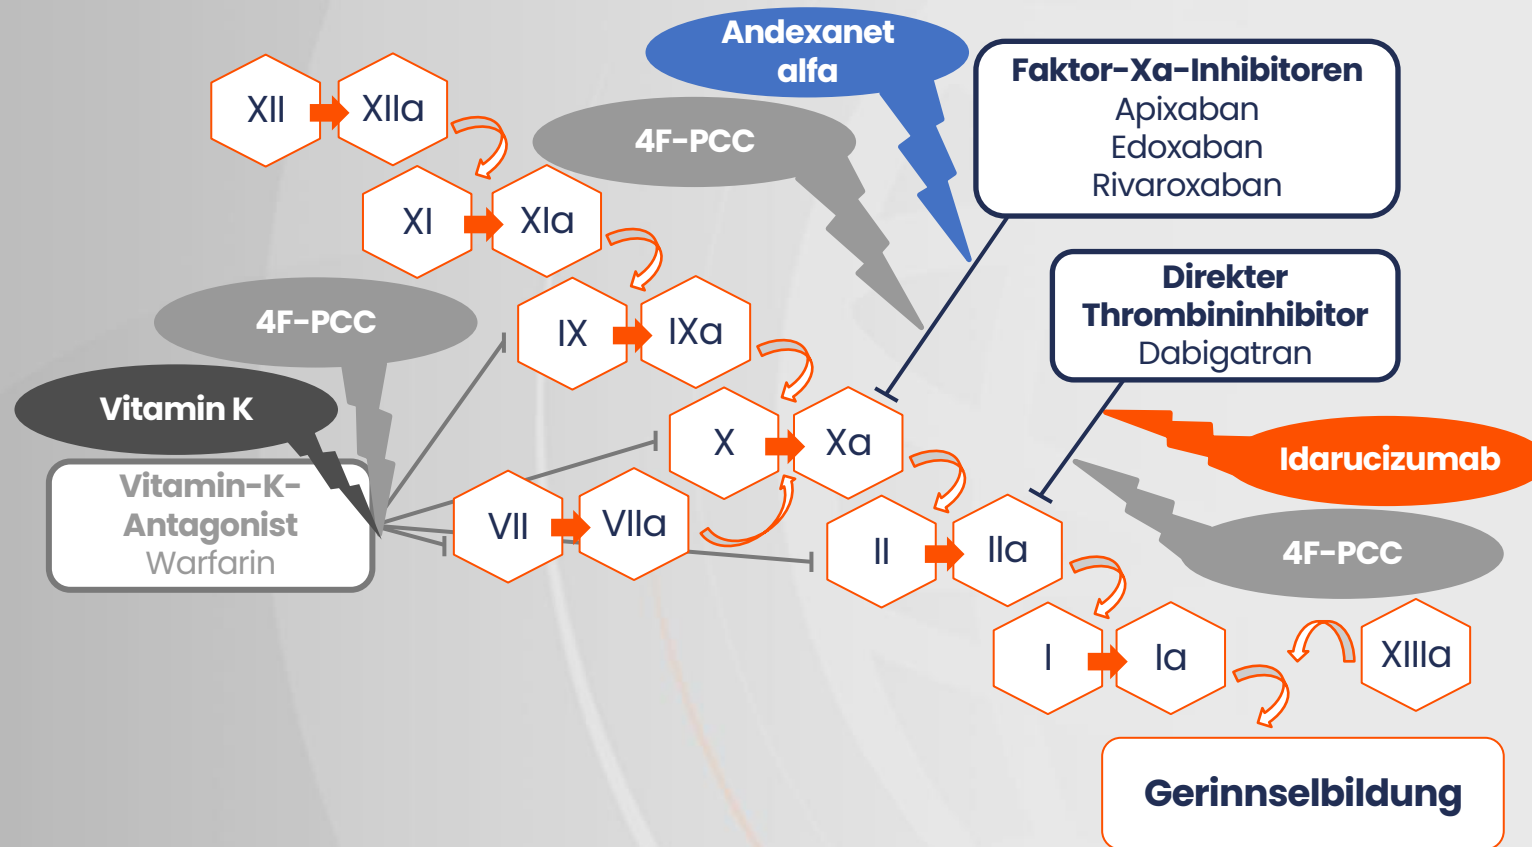 Andexanet
alfa
Faktor-Xa-Inhibitoren
Apixaban
Edoxaban
Rivaroxaban
XII
XIIa
4F-PCC
XI
XIa
Direkter
Thrombininhibitor
Dabigatran
4F-PCC
IX
IXa
Vitamin K
X
Xa
Idarucizumab
Vitamin-K-
Antagonist
Warfarin
VII
VIIa
II
IIa
4F-PCC
I
Ia
XIIIa
Gerinnselbildung